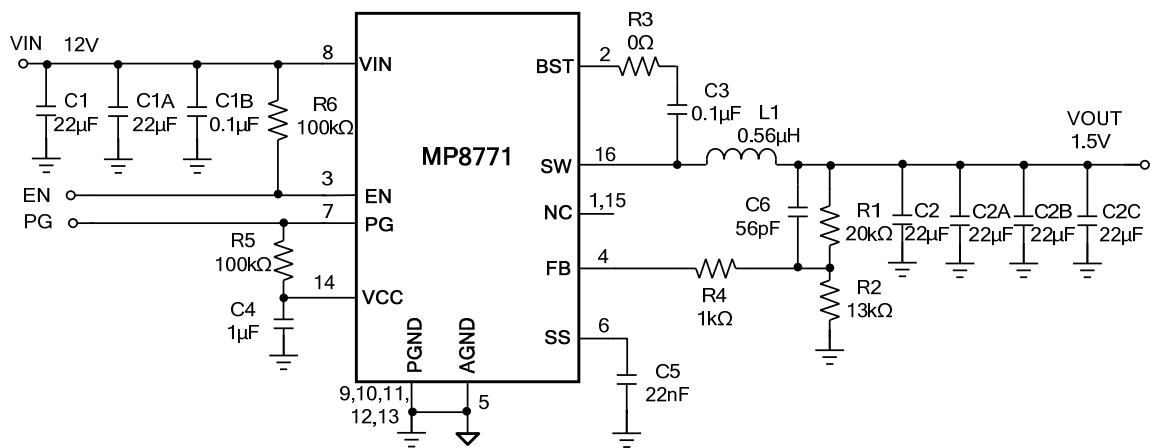 VIN 12V
8
VIN
C1
22µF
C1A
22µF
C1B
0.1µF
R6
100kΩ
EN
3
EN
PG
7
PG
R5
100kΩ
14
VCC
C4
1µF
MP8771
PGND
AGND
9,10,11,
12,13
5
BST
2
R3
0Ω
C3
0.1µF
L1
0.56µH
SW
16
NC
1,15
FB
4
R4
1kΩ
C6
56pF
R1
20kΩ
R2
13kΩ
SS
6
C5
22nF
C2
22µF
C2A
22µF
C2B
22µF
C2C
22µF
VOUT
1.5V